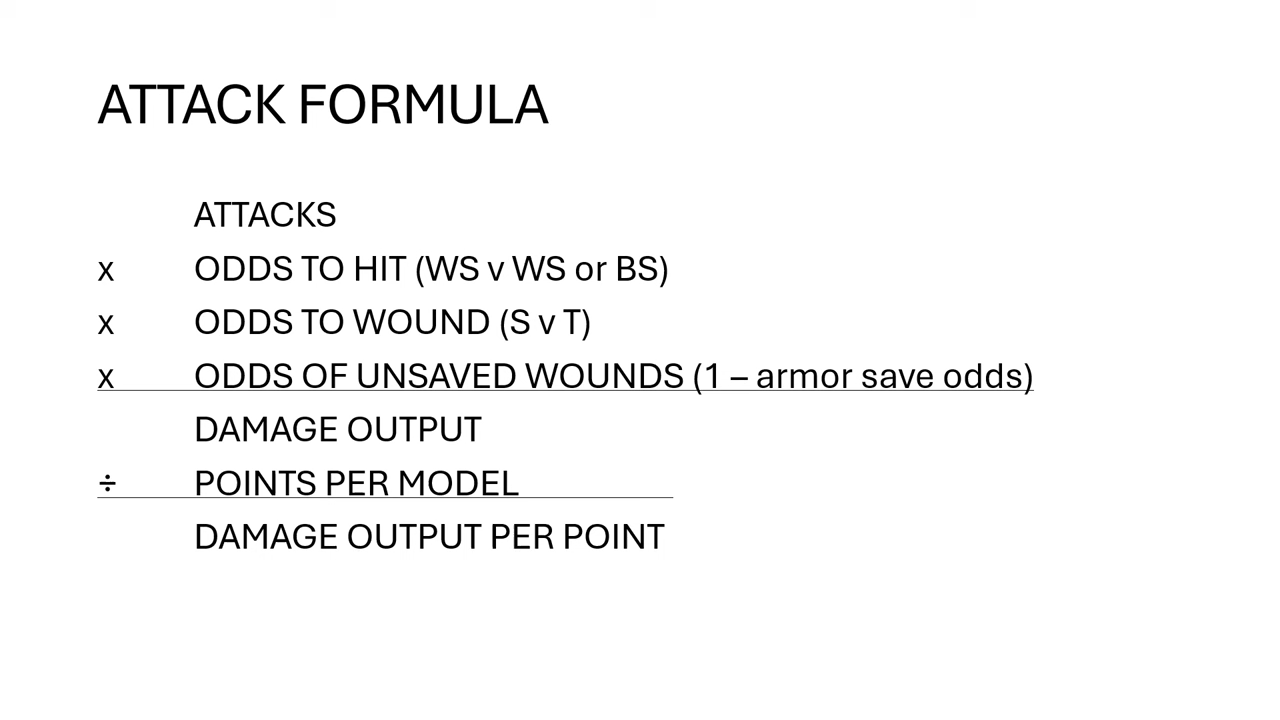 ATTACK FORMULA
ATTACKS
x ODDS TO HIT (WS v WS or BS)
x ODDS TO WOUND (S v T)
x ODDS OF UNSAVED WOUNDS (1 – armor save odds)
DAMAGE OUTPUT
÷ POINTS PER MODEL
DAMAGE OUTPUT PER POINT